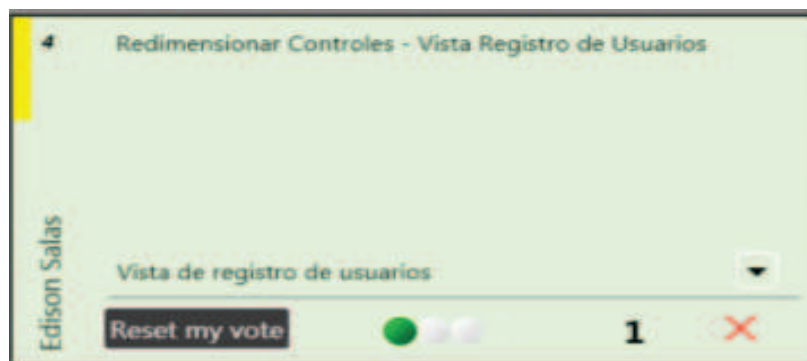 4
Redimensionar Controles - Vista Registro de Usuarios
Edison Salas
Vista de registro de usuarios
Reset my vote
1